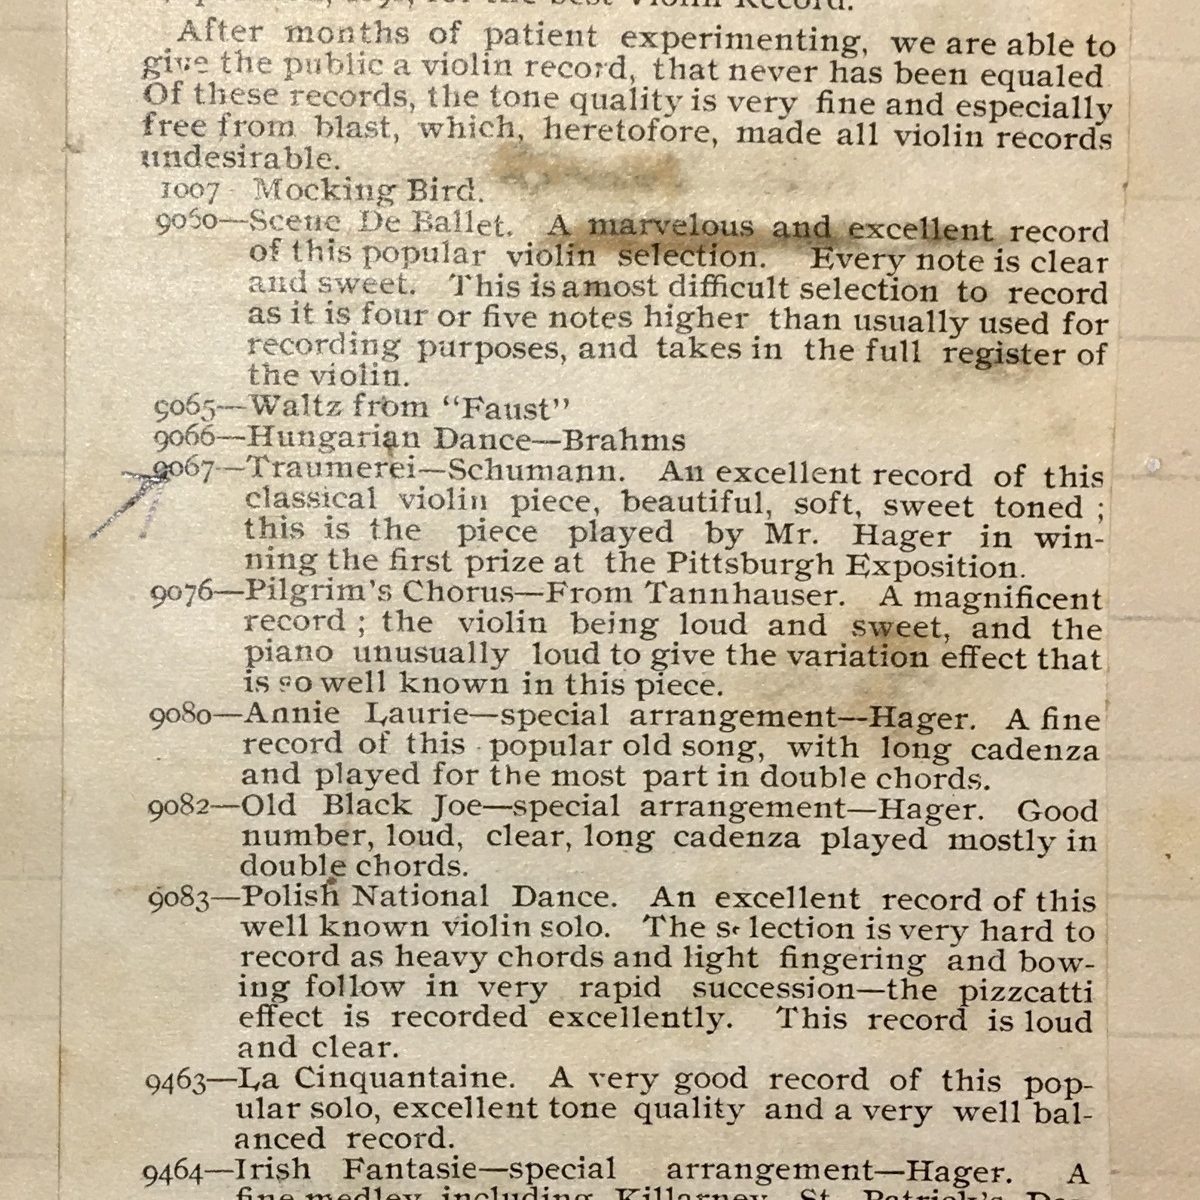 for the best Violin Record.
After months of patient experimenting, we are able to
give the public a violin record, that never has been equaled
Of these records, the tone quality is very fine and especially
free from blast, which, heretofore, made all violin records
undesirable.
1007 Mocking Bird.
9060—Scene De Ballet. A marvelous and excellent record
of this popular violin selection. Every note is clear
and sweet. This is a most difficult selection to record
as it is four or five notes higher than usually used for
recording purposes, and takes in the full register of
the violin.
9065—Waltz from "Faust"
9066—Hungarian Dance—Brahms
9067—Traumerei—Schumann. An excellent record of this
classical violin piece, beautiful, soft, sweet toned ;
this is the piece played by Mr. Hager in win-
ning the first prize at the Pittsburgh Exposition.
9076—Pilgrim's Chorus—From Tannhauser. A magnificent
record ; the violin being loud and sweet, and the
piano unusually loud to give the variation effect that
is so well known in this piece.
9080—Annie Laurie—special arrangement—Hager. A fine
record of this popular old song, with long cadenza
and played for the most part in double chords.
9082—Old Black Joe—special arrangement—Hager. Good
number, loud, clear, long cadenza played mostly in
double chords.
9083—Polish National Dance. An excellent record of this
well known violin solo. The selection is very hard to
record as heavy chords and light fingering and bow-
ing follow in very rapid succession—the pizzcatti
effect is recorded excellently. This record is loud
and clear.
9463—La Cinquantaine. A very good record of this pop-
ular solo, excellent tone quality and a very well bal-
anced record.
9464—Irish Fantasie—special arrangement—Hager. A
fine medley including Killarney, St. Patrick's